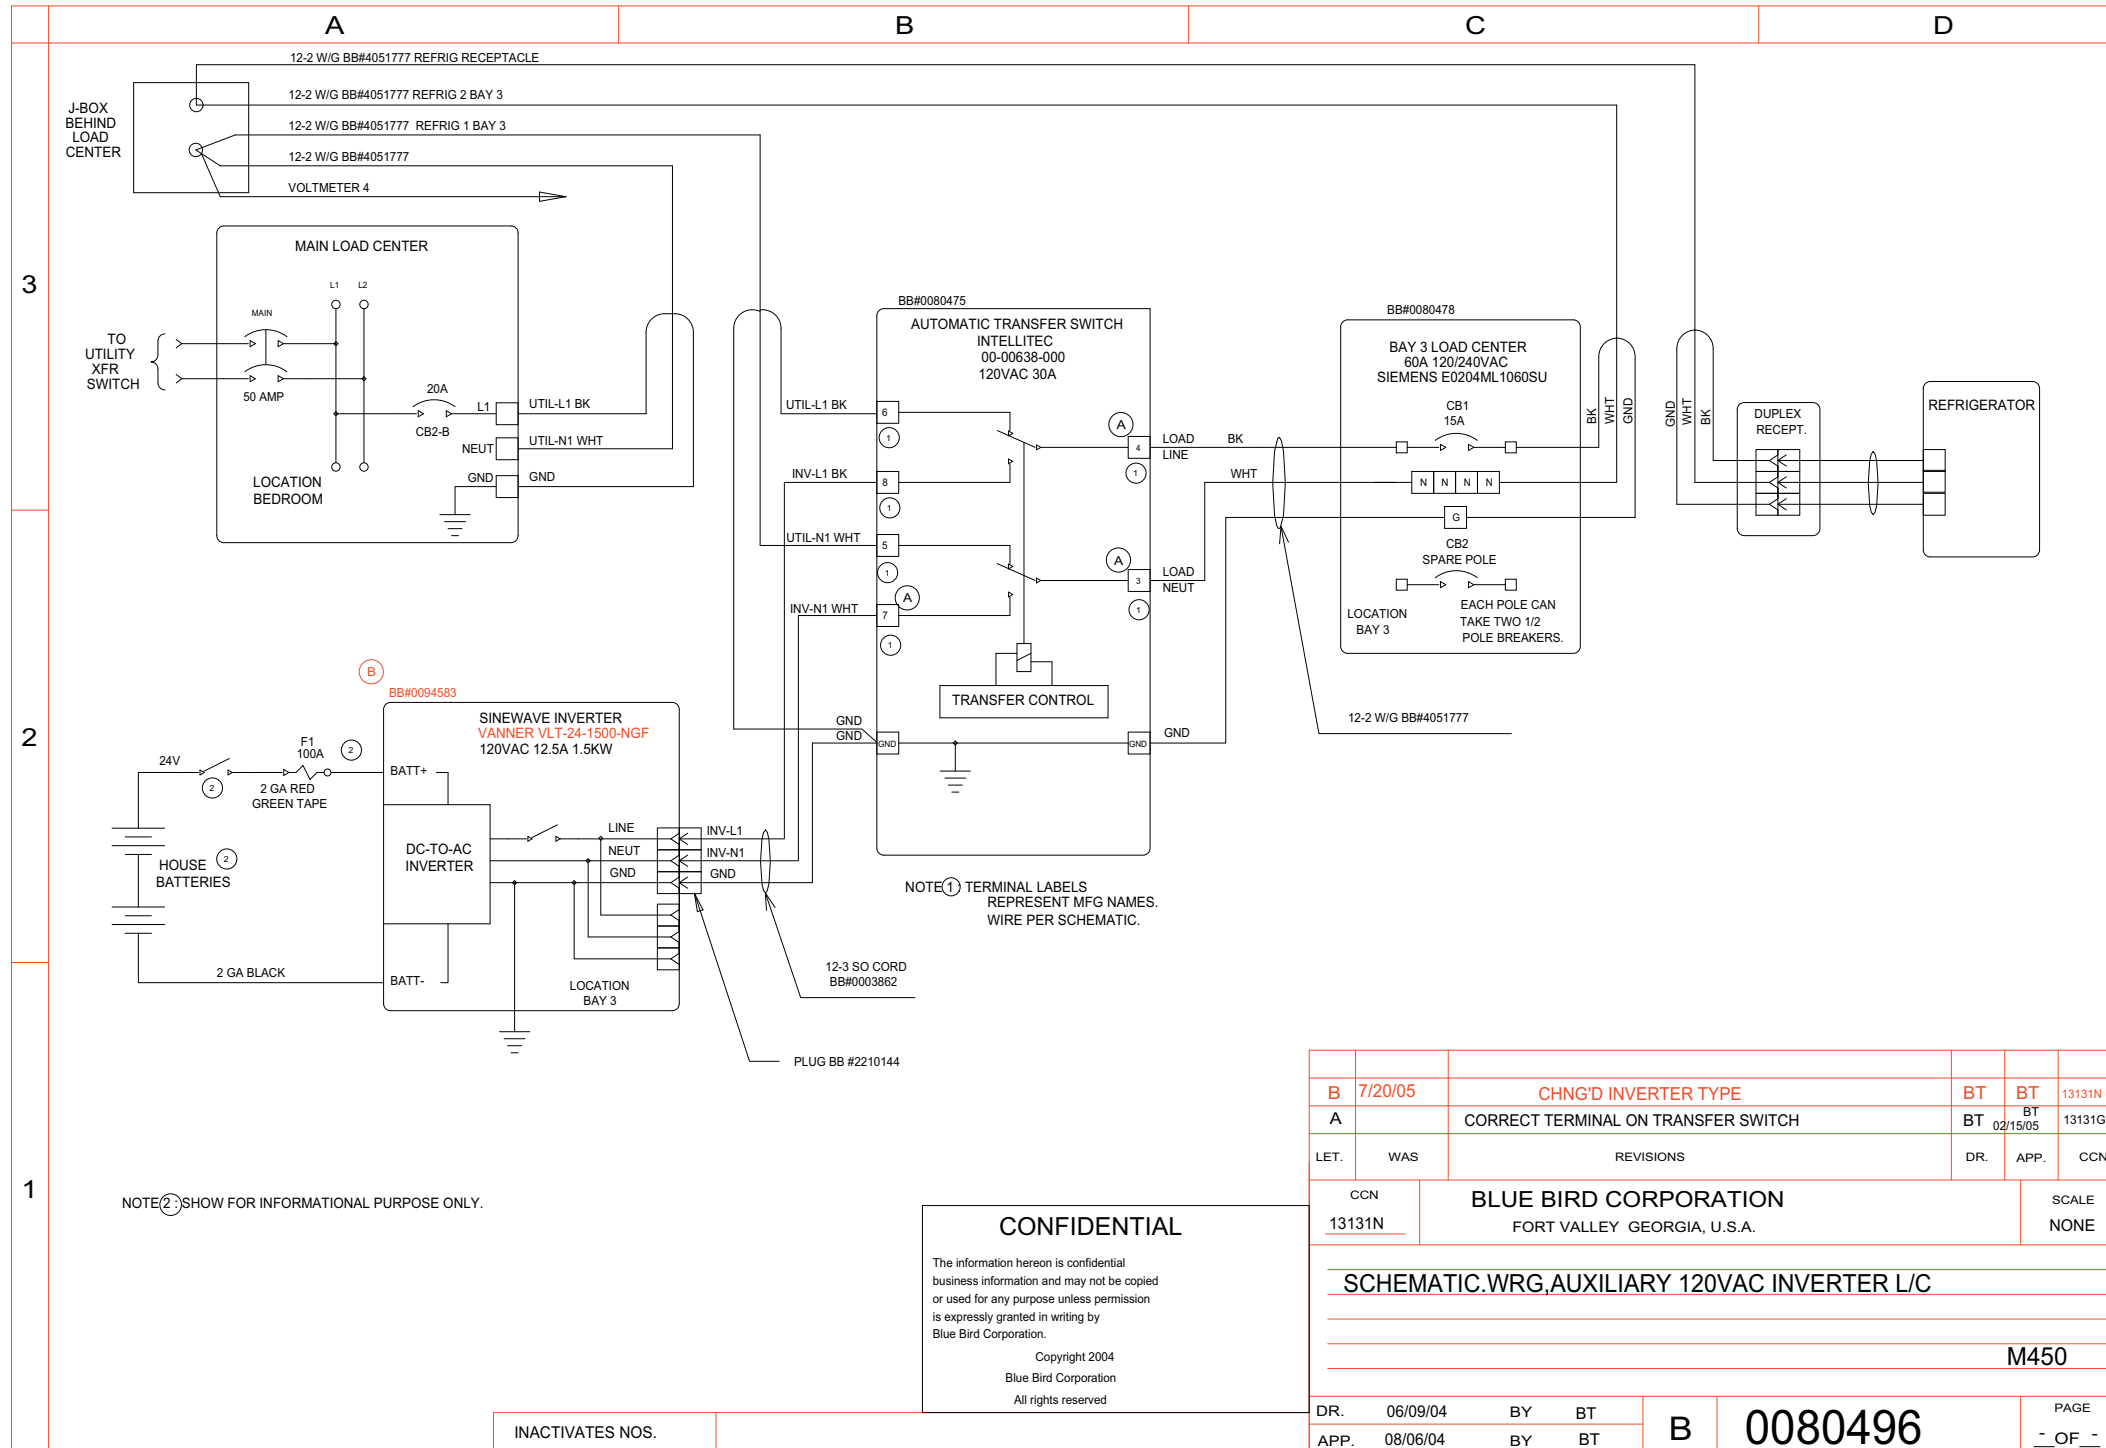 A
B
C
D
3
2
1
12-2 W/G BB#4051777 REFRIG RECEPTACLE
12-2 W/G BB#4051777 REFRIG 2 BAY 3
12-2 W/G BB#4051777  REFRIG 1 BAY 3
12-2 W/G BB#4051777
VOLTMETER 4
J-BOX
BEHIND
LOAD
CENTER
MAIN LOAD CENTER
L1
L2
MAIN
TO
UTILITY
XFR
SWITCH
50 AMP
20A
CB2-B
L1
NEUT
GND
UTIL-L1 BK
UTIL-N1 WHT
GND
LOCATION
BEDROOM
BB#0080475
AUTOMATIC TRANSFER SWITCH
INTELLITEC
00-00638-000
120VAC 30A
UTIL-L1 BK
6
1
INV-L1 BK
8
1
UTIL-N1 WHT
5
1
INV-N1 WHT
7
A
1
A
4
1
LOAD
LINE
BK
WHT
A
3
1
LOAD
NEUT
TRANSFER CONTROL
GND
GND
GND
GND
GND
BB#0080478
BAY 3 LOAD CENTER
60A 120/240VAC
SIEMENS E0204ML1060SU
CB1
15A
N N N N
G
CB2
SPARE POLE
LOCATION
BAY 3
EACH POLE CAN
TAKE TWO 1/2
POLE BREAKERS.
BK
WHT
GND
GND
WHT
BK
DUPLEX
RECEPT.
REFRIGERATOR
12-2 W/G BB#4051777
B
BB#0094583
SINEWAVE INVERTER
VANNER VLT-24-1500-NGF
120VAC 12.5A 1.5KW
24V
2
F1
100A
2
2 GA RED
GREEN TAPE
BATT+
HOUSE
BATTERIES
2
DC-TO-AC
INVERTER
LINE
NEUT
GND
INV-L1
INV-N1
GND
2 GA BLACK
BATT-
LOCATION
BAY 3
12-3 SO CORD
BB#0003862
PLUG BB #2210144
NOTE 1 : TERMINAL LABELS
REPRESENT MFG NAMES.
WIRE PER SCHEMATIC.
NOTE 2 : SHOW FOR INFORMATIONAL PURPOSE ONLY.
CONFIDENTIAL
The information hereon is confidential
business information and may not be copied
or used for any purpose unless permission
is expressly granted in writing by
Blue Bird Corporation.
Copyright 2004
Blue Bird Corporation
All rights reserved
INACTIVATES NOS.
B 7/20/05 CHNG'D INVERTER TYPE BT BT 13131N
A CORRECT TERMINAL ON TRANSFER SWITCH BT BT 02/15/05 13131G
LET. WAS REVISIONS DR. APP. CCN
CCN
13131N
BLUE BIRD CORPORATION
FORT VALLEY  GEORGIA, U.S.A.
SCALE
NONE
SCHEMATIC.WRG,AUXILIARY 120VAC INVERTER L/C
M450
DR. 06/09/04 BY BT
APP. 08/06/04 BY BT
B
0080496
PAGE
- OF -